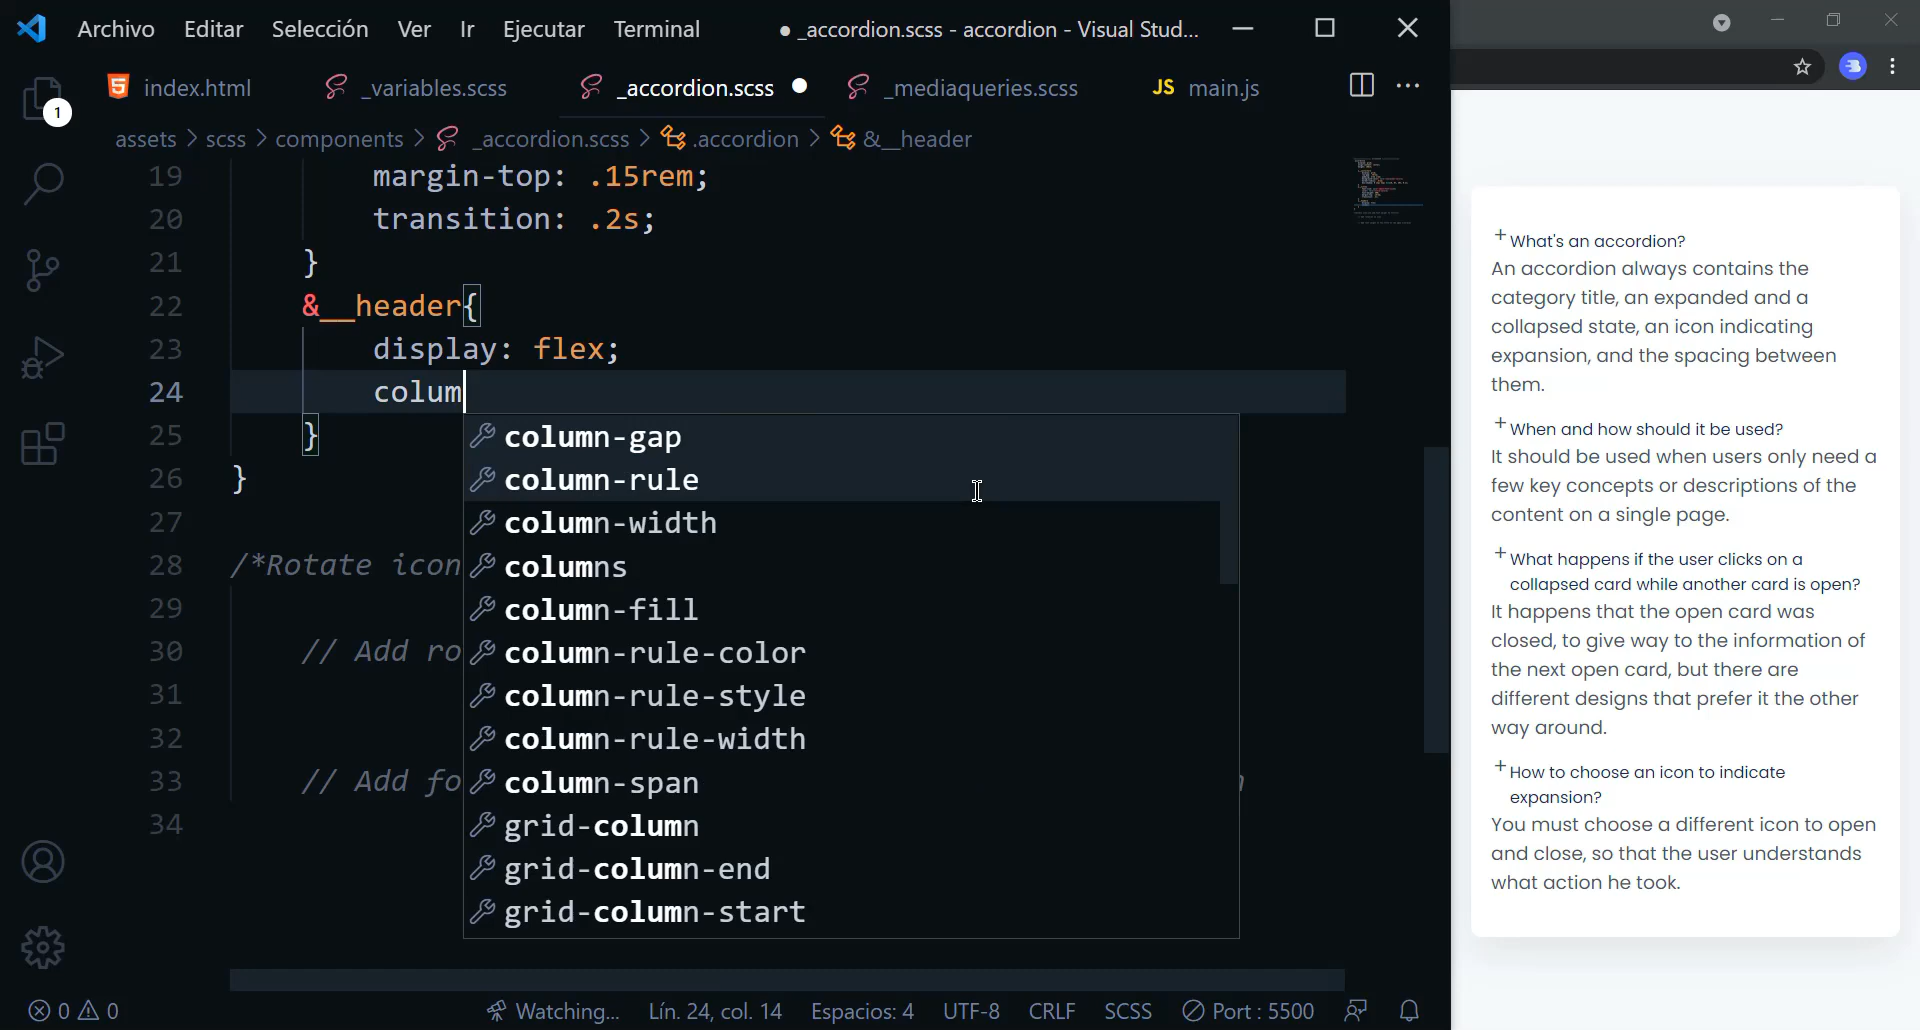 Archivo Editar Selección Ver Ir Ejecutar Terminal ● _accordion.scss - accordion - Visual Stud...
index.html _variables.scss _accordion.scss _mediaqueries.scss JS main.js
1
assets > scss > components > _accordion.scss > .accordion > &__header
19 margin-top: .15rem;
20 transition: .2s;
21 }
22 &__header{
23 display: flex;
24 colum
25 }
26 }
27
28 /*Rotate icon
29
30 // Add ro
31
32
33 // Add fo
34
column-gap
column-rule
column-width
columns
column-fill
column-rule-color
column-rule-style
column-rule-width
column-span
grid-column
grid-column-end
grid-column-start
0 0 Watching... Lín. 24, col. 14 Espacios: 4 UTF-8 CRLF SCSS Port : 5500
+ What's an accordion?
An accordion always contains the
category title, an expanded and a
collapsed state, an icon indicating
expansion, and the spacing between
them.
+ When and how should it be used?
It should be used when users only need a
few key concepts or descriptions of the
content on a single page.
+ What happens if the user clicks on a
collapsed card while another card is open?
It happens that the open card was
closed, to give way to the information of
the next open card, but there are
different designs that prefer it the other
way around.
+ How to choose an icon to indicate
expansion?
You must choose a different icon to open
and close, so that the user understands
what action he took.